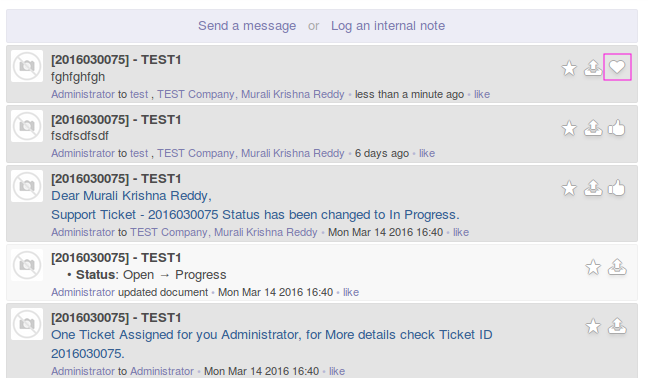 Send a message or Log an internal note
[2016030075] - TEST1
fghfghfgh
Administrator to test , TEST Company, Murali Krishna Reddy • less than a minute ago • like
[2016030075] - TEST1
fsdfsdfsdf
Administrator to test , TEST Company, Murali Krishna Reddy • 6 days ago • like
[2016030075] - TEST1
Dear Murali Krishna Reddy,
Support Ticket - 2016030075 Status has been changed to In Progress.
Administrator to TEST Company, Murali Krishna Reddy • Mon Mar 14 2016 16:40 • like
[2016030075] - TEST1
• Status: Open → Progress
Administrator updated document • Mon Mar 14 2016 16:40 • like
[2016030075] - TEST1
One Ticket Assigned for you Administrator, for More details check Ticket ID
2016030075.
Administrator to Administrator • Mon Mar 14 2016 16:40 • like